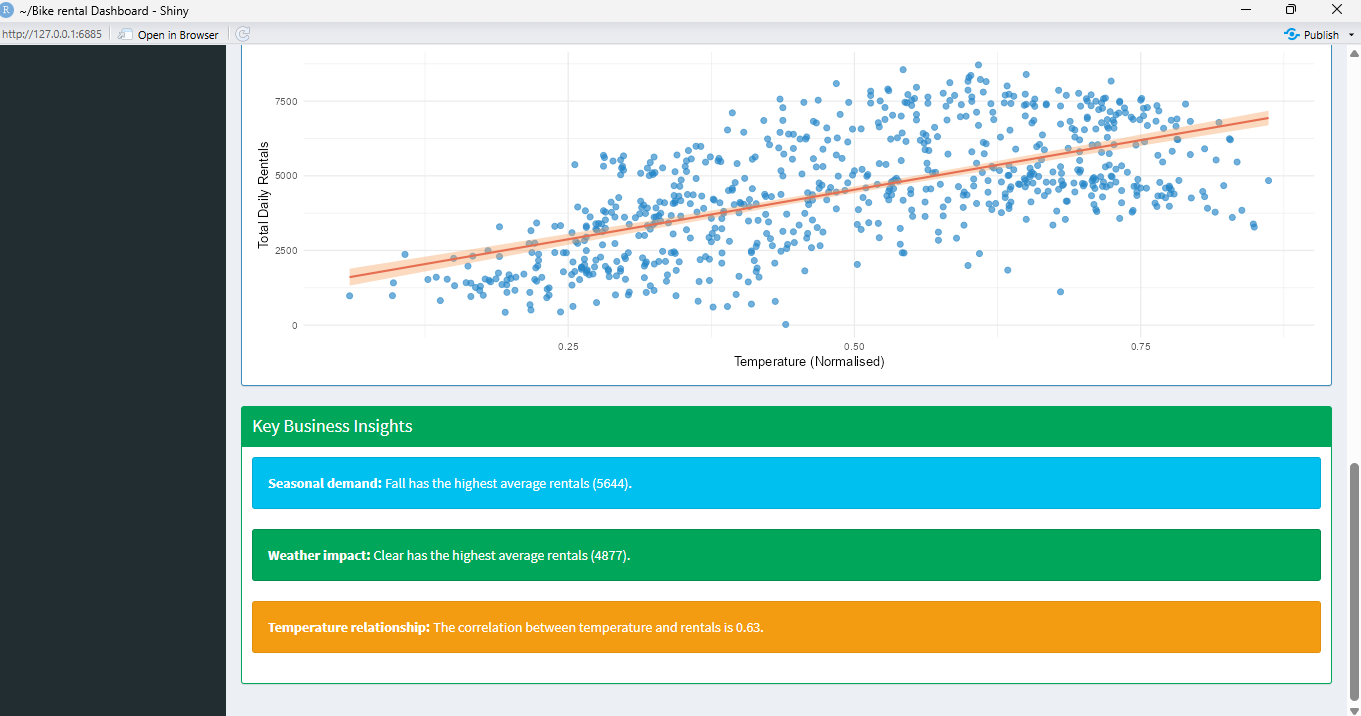 R ~/Bike rental Dashboard - Shiny
http://127.0.0.1:6885 Open in Browser Publish
7500
5000
2500
0
Total Daily Rentals
0.25 0.50 0.75
Temperature (Normalised)
Key Business Insights
Seasonal demand: Fall has the highest average rentals (5644).
Weather impact: Clear has the highest average rentals (4877).
Temperature relationship: The correlation between temperature and rentals is 0.63.